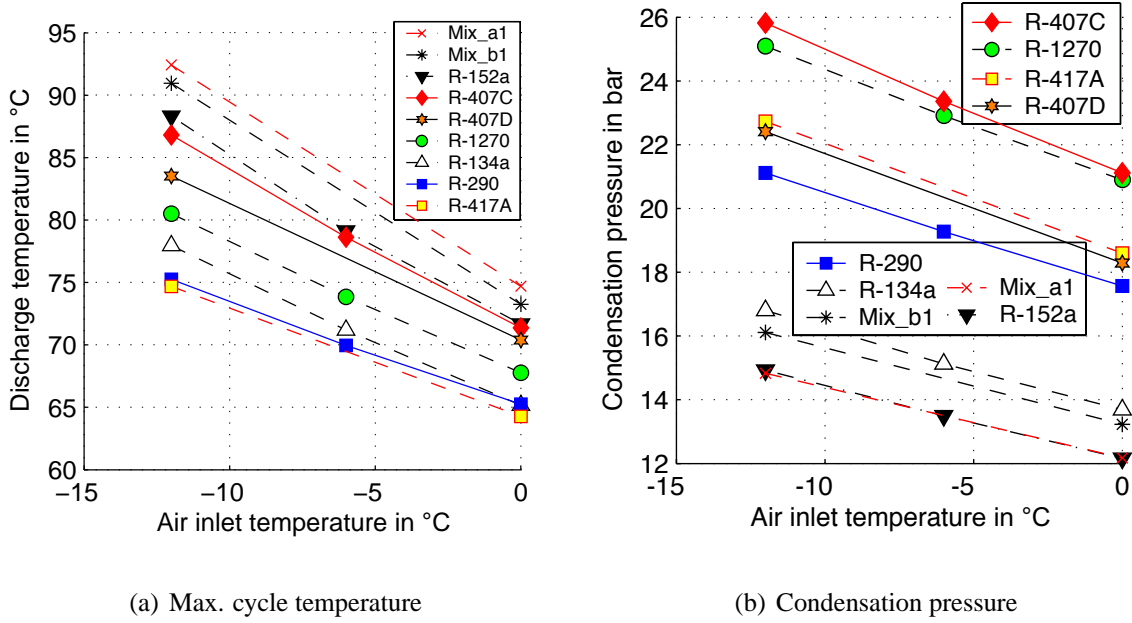 95
90
85
80
75
70
65
60
−15
−10
−5
0
Discharge temperature in °C
Air inlet temperature in °C
Mix_a1
Mix_b1
R-152a
R-407C
R-407D
R-1270
R-134a
R-290
R-417A
26
24
22
20
18
16
14
12
-15
-10
-5
0
Condensation pressure in bar
Air inlet temperature in °C
R-407C
R-1270
R-417A
R-407D
R-290
R-134a
Mix_b1
Mix_a1
R-152a
(a) Max. cycle temperature
(b) Condensation pressure